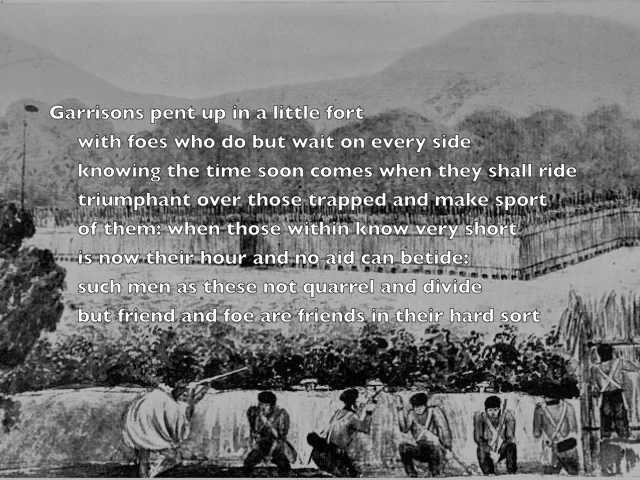 Garrisons pent up in a little fort
with foes who do but wait on every side
knowing the time soon comes when they shall ride
triumphant over those trapped and make sport
of them: when those within know very short
is now their hour and no aid can betide:
such men as these not quarrel and divide
but friend and foe are friends in their hard sort